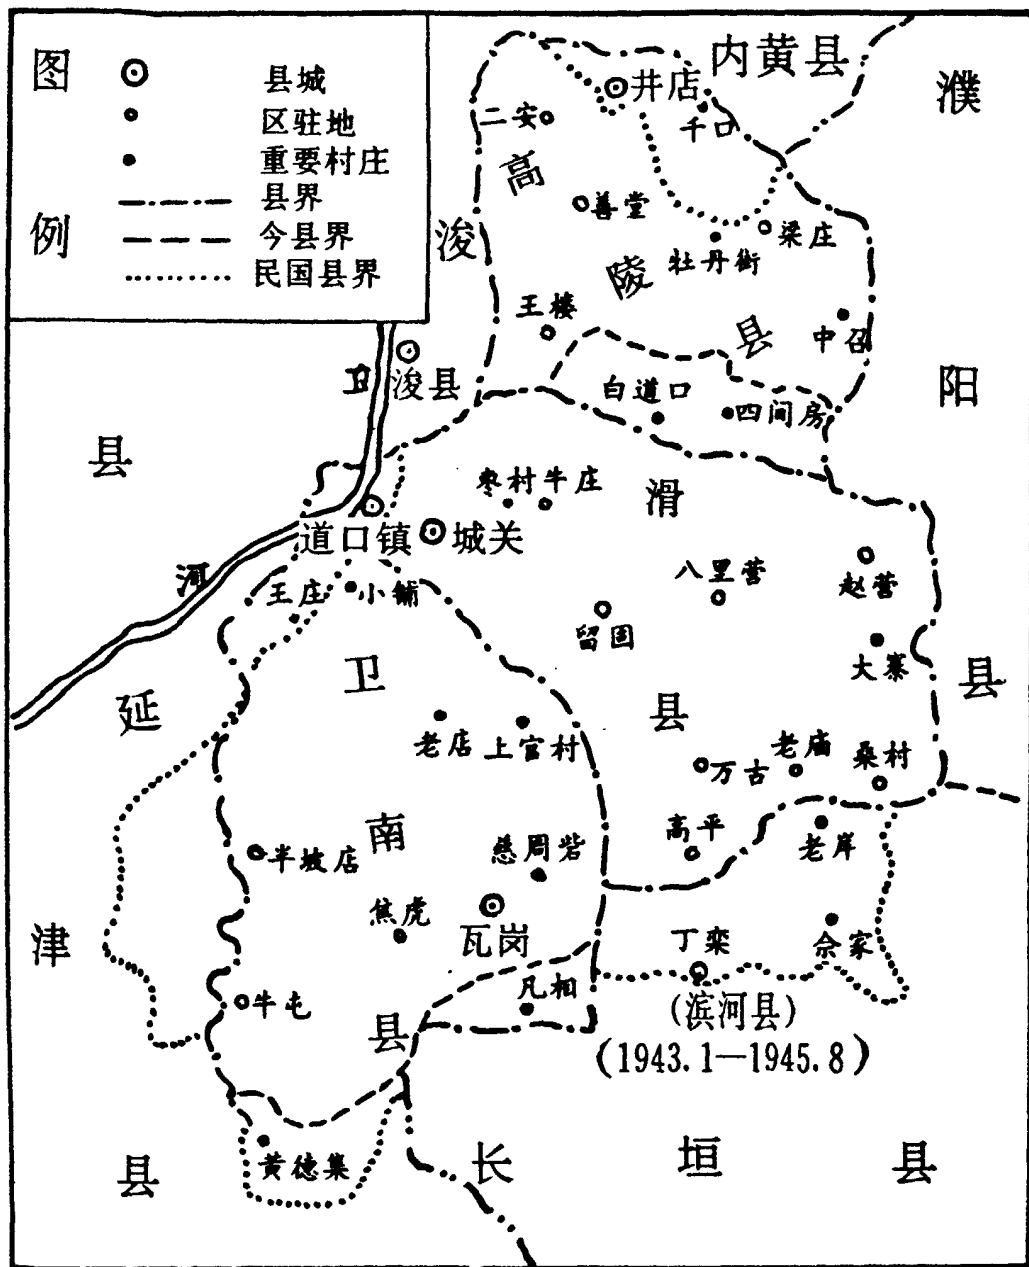 图例
县城
区驻地
重要村庄
县界
今县界
民国县界
内黄县
濮阳县
井店
二安
千口
高陵县
善堂
浚县
牡丹街
梁庄
王楼
中召
卫河
浚县
白道口
四间房
枣村
牛庄
滑县
道口镇
城关
王庄
小铺
八里营
赵营
留固
大寨
延津县
卫南县
老店
上官村
万古
老庙
桑村
高平
老岸
半坡店
慈周砦
焦虎
瓦岗
丁栾
佘家
凡相
牛屯
(滨河县)
(1943.1—1945.8)
黄德集
长垣县